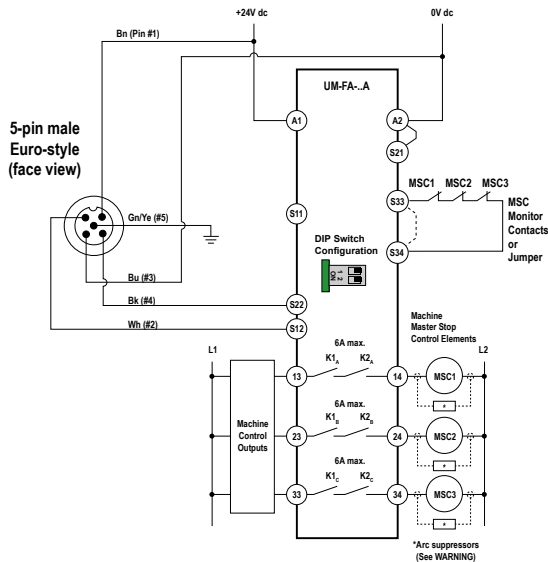 +24V dc
0V dc
Bn (Pin #1)
UM-FA-..A
5-pin male
Euro-style
(face view)
A1
A2
S21
MSC1 MSC2 MSC3
S33
MSC
Monitor
Contacts
or
Jumper
S11
Gn/Ye (#5)
DIP Switch
Configuration
S34
1 2
ON
Bu (#3)
Bk (#4)
S22
Wh (#2)
S12
Machine
Master Stop
Control Elements
L1
L2
6A max.
13
K1A
K2A
14
MSC1
*
6A max.
Machine
Control
Outputs
23
K1B
K2B
24
MSC2
*
6A max.
33
K1C
K2C
34
MSC3
*
*Arc suppressors
(See WARNING)